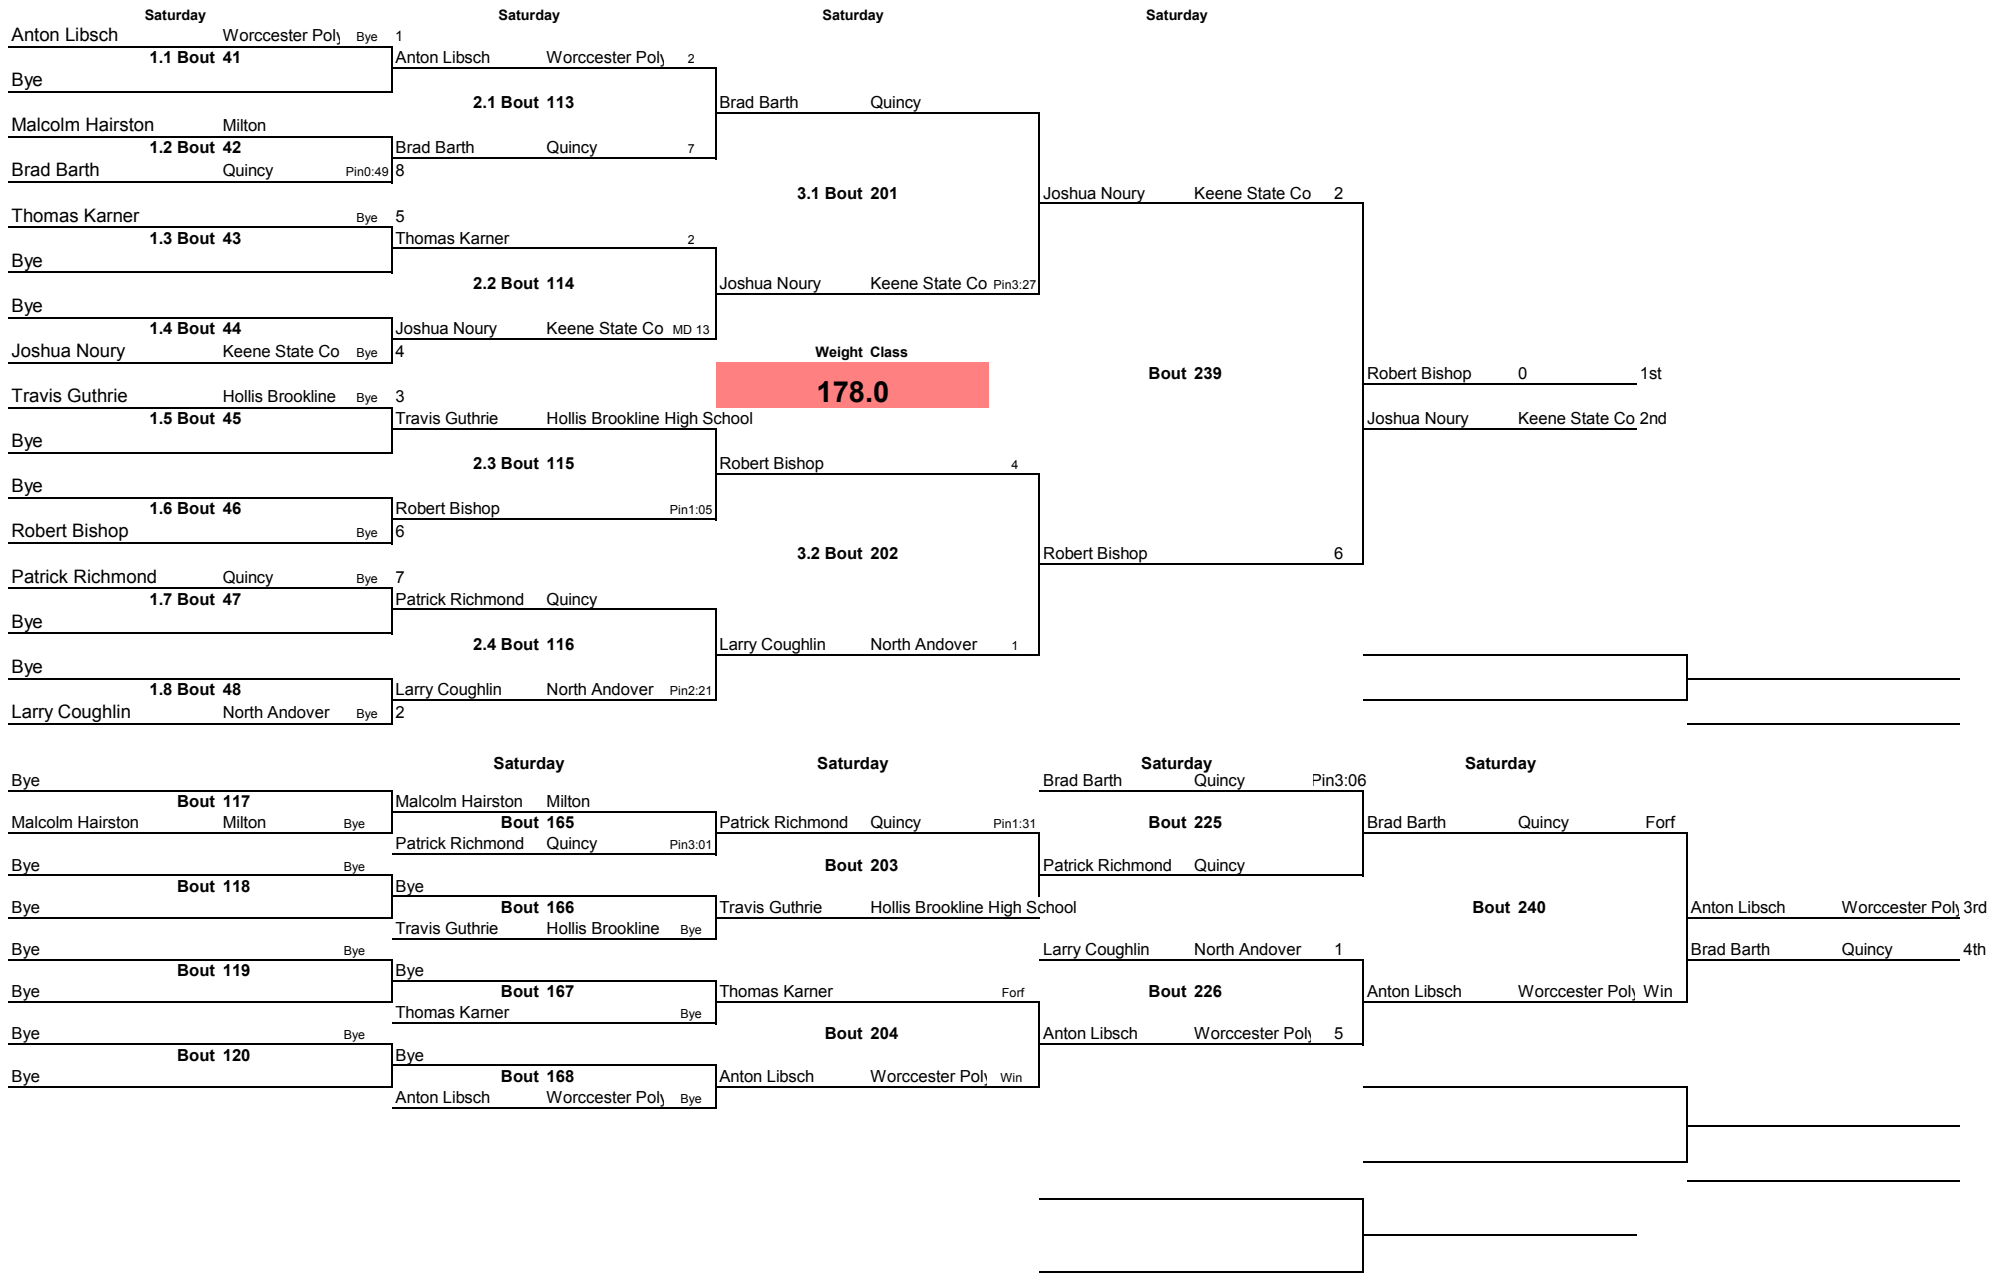 Saturday Saturday Saturday Saturday
Anton Libsch Worccester Poly Bye 1
1.1 Bout 41 Anton Libsch Worccester Poly 2
Bye
2.1 Bout 113 Brad Barth Quincy
Malcolm Hairston Milton
1.2 Bout 42 Brad Barth Quincy 7
Brad Barth Quincy Pin0:49 8
3.1 Bout 201 Joshua Noury Keene State Co 2
Thomas Karner Bye 5
1.3 Bout 43 Thomas Karner 2
Bye
2.2 Bout 114 Joshua Noury Keene State Co Pin3:27
Bye
1.4 Bout 44 Joshua Noury Keene State Co MD 13
Joshua Noury Keene State Co Bye 4 Weight Class
Bout 239 Robert Bishop 0 1st
Travis Guthrie Hollis Brookline Bye 3 178.0
1.5 Bout 45 Travis Guthrie Hollis Brookline High School Joshua Noury Keene State Co 2nd
Bye
2.3 Bout 115 Robert Bishop 4
Bye
1.6 Bout 46 Robert Bishop Pin1:05
Robert Bishop Bye 6
3.2 Bout 202 Robert Bishop 6
Patrick Richmond Quincy Bye 7
1.7 Bout 47 Patrick Richmond Quincy
Bye
2.4 Bout 116 Larry Coughlin North Andover 1
Bye
1.8 Bout 48 Larry Coughlin North Andover Pin2:21
Larry Coughlin North Andover Bye 2
Saturday Saturday Saturday Saturday
Bye Brad Barth Quincy Pin3:06
Bout 117 Malcolm Hairston Milton
Malcolm Hairston Milton Bye Bout 165 Patrick Richmond Quincy Pin1:31 Bout 225 Brad Barth Quincy Forf
Patrick Richmond Quincy Pin3:01
Bye Bye Bout 203 Patrick Richmond Quincy
Bout 118 Bye
Bye Bout 166 Travis Guthrie Hollis Brookline High School Bout 240 Anton Libsch Worccester Poly 3rd
Travis Guthrie Hollis Brookline Bye
Bye Bye Larry Coughlin North Andover 1 Brad Barth Quincy 4th
Bout 119 Bye
Bye Bout 167 Thomas Karner Forf Bout 226 Anton Libsch Worccester Poly Win
Thomas Karner Bye
Bye Bye Bout 204 Anton Libsch Worccester Poly 5
Bout 120 Bye
Bye Bout 168 Anton Libsch Worccester Poly Win
Anton Libsch Worccester Poly Bye